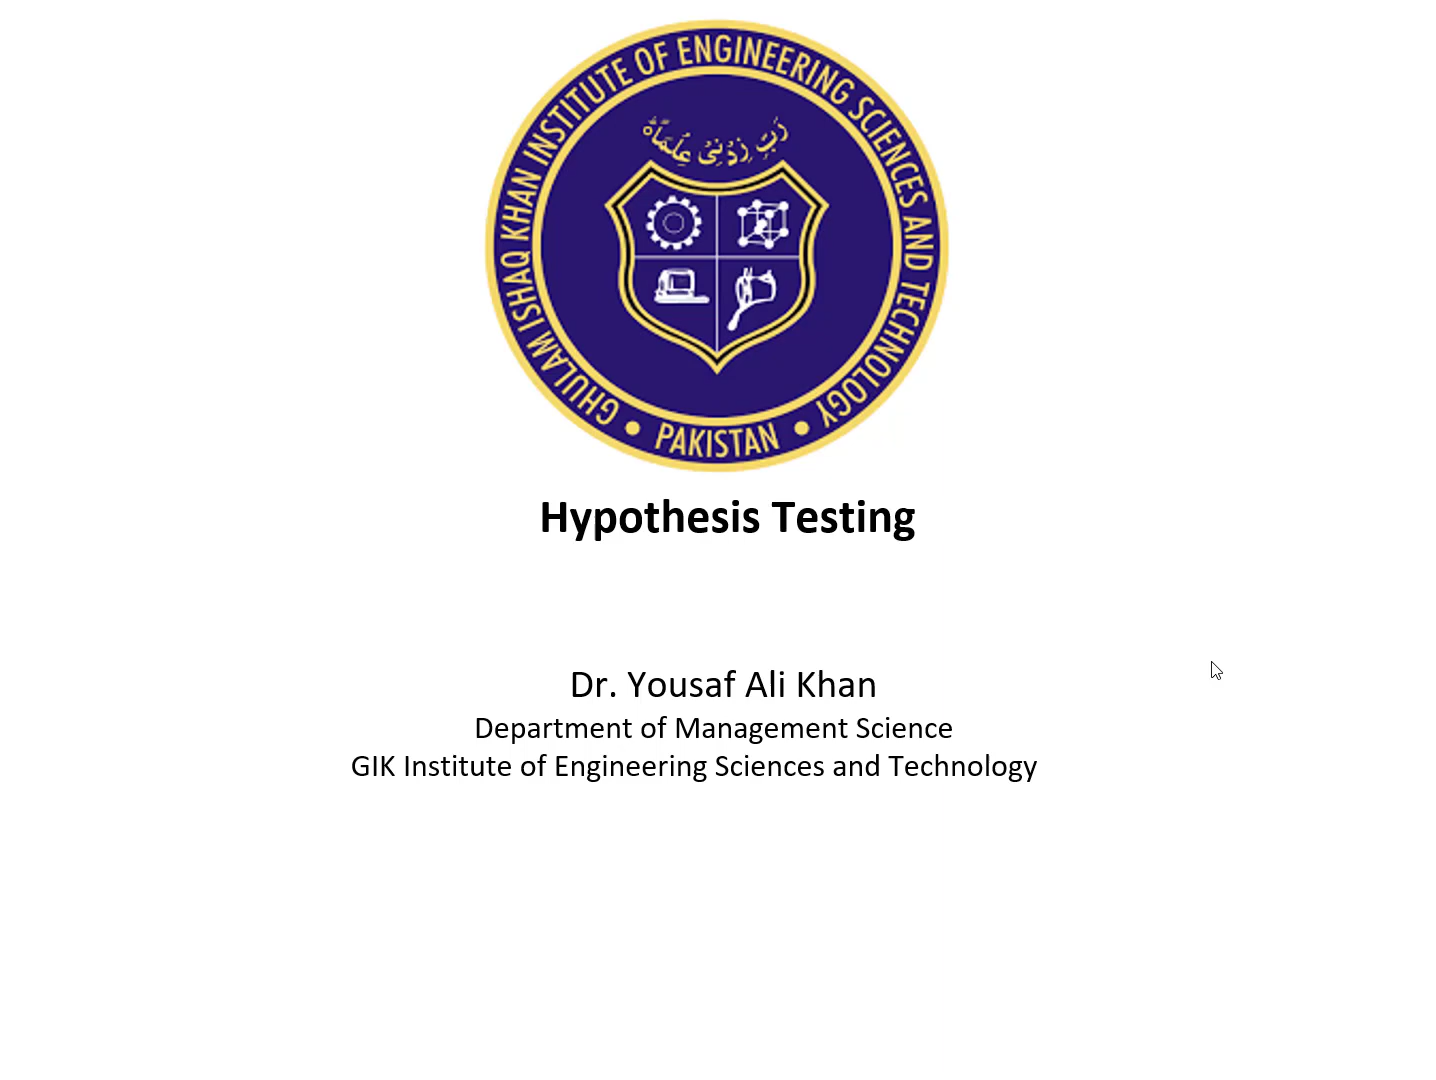 GHULAM ISHAQ KHAN INSTITUTE OF ENGINEERING SCIENCES AND TECHNOLOGY
رَبِّ زِدْنِیْ عِلْمًا
• PAKISTAN •
Hypothesis Testing
Dr. Yousaf Ali Khan
Department of Management Science
GIK Institute of Engineering Sciences and Technology